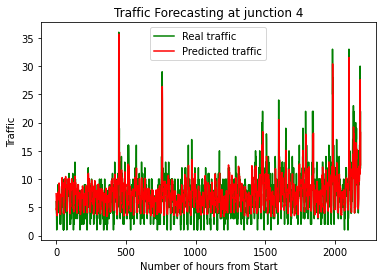 Traffic Forecasting at junction 4
Real traffic
Predicted traffic
Traffic
35
30
25
20
15
10
5
0
0 500 1000 1500 2000
Number of hours from Start